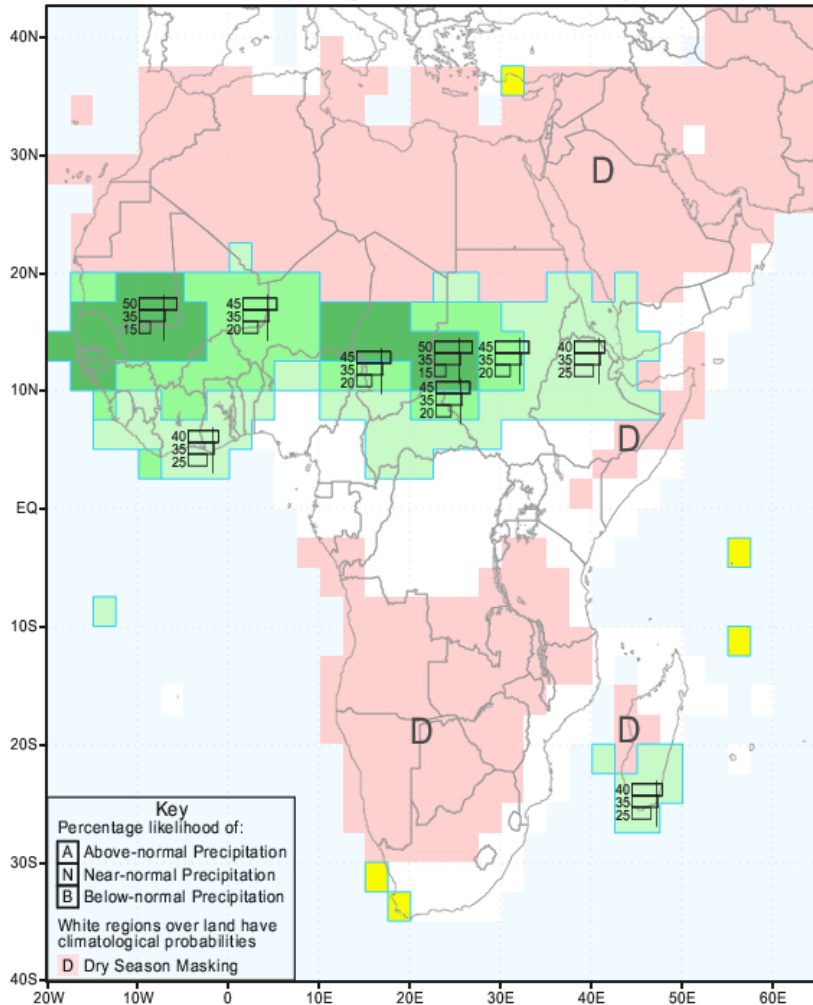 40N
30N
D
20N
50
35
15
45
35
20
45
35
20
50
35
15
45
35
20
45
35
20
40
35
25
10N
40
35
25
D
EQ
10S
D
D
20S
40
35
25
30S
40S
Key
Percentage likelihood of:
A Above-normal Precipitation
N Near-normal Precipitation
B Below-normal Precipitation
White regions over land have
climatological probabilities
D Dry Season Masking
20W 10W 0 10E 20E 30E 40E 50E 60E